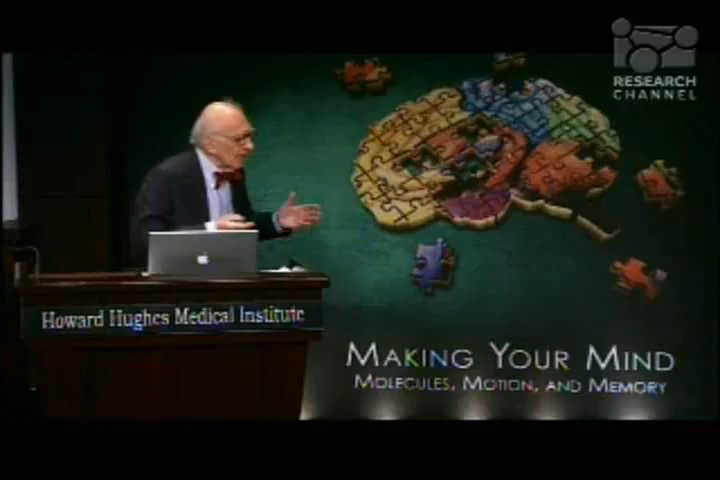 RESEARCH
CHANNEL
Howard Hughes Medical Institute
MAKING YOUR MIND
MOLECULES, MOTION, AND MEMORY